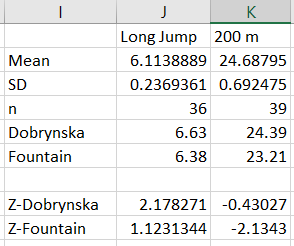 I J K
Long Jump 200 m
Mean 6.1138889 24.68795
SD 0.2369361 0.692475
n 36 39
Dobrynska 6.63 24.39
Fountain 6.38 23.21
Z-Dobrynska 2.178271 -0.43027
Z-Fountain 1.1231344 -2.1343